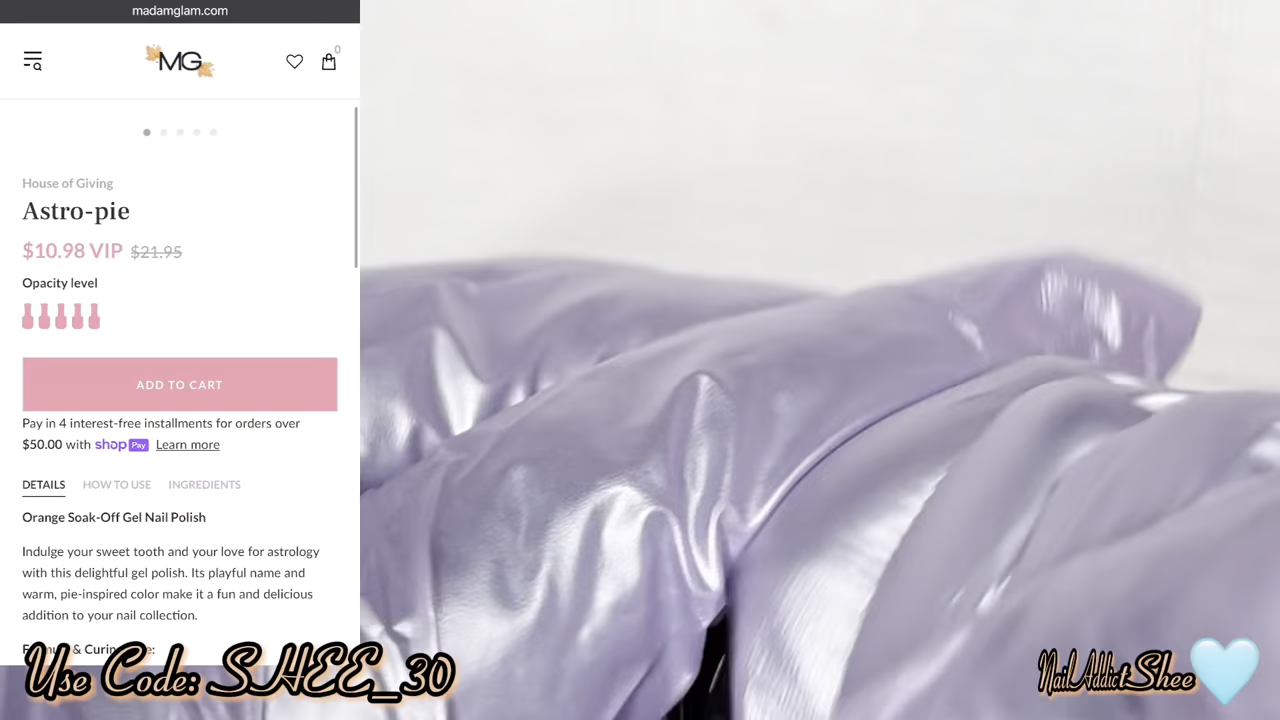 madamglam.com
MG
0
House of Giving
Astro-pie
$10.98 VIP $21.95
Opacity level
ADD TO CART
Pay in 4 interest-free installments for orders over
$50.00 with shop Pay Learn more
DETAILS HOW TO USE INGREDIENTS
Orange Soak-Off Gel Nail Polish
Indulge your sweet tooth and your love for astrology
with this delightful gel polish. Its playful name and
warm, pie-inspired color make it a fun and delicious
addition to your nail collection.
&
Use Code: SHEE_30
NailAddictShee